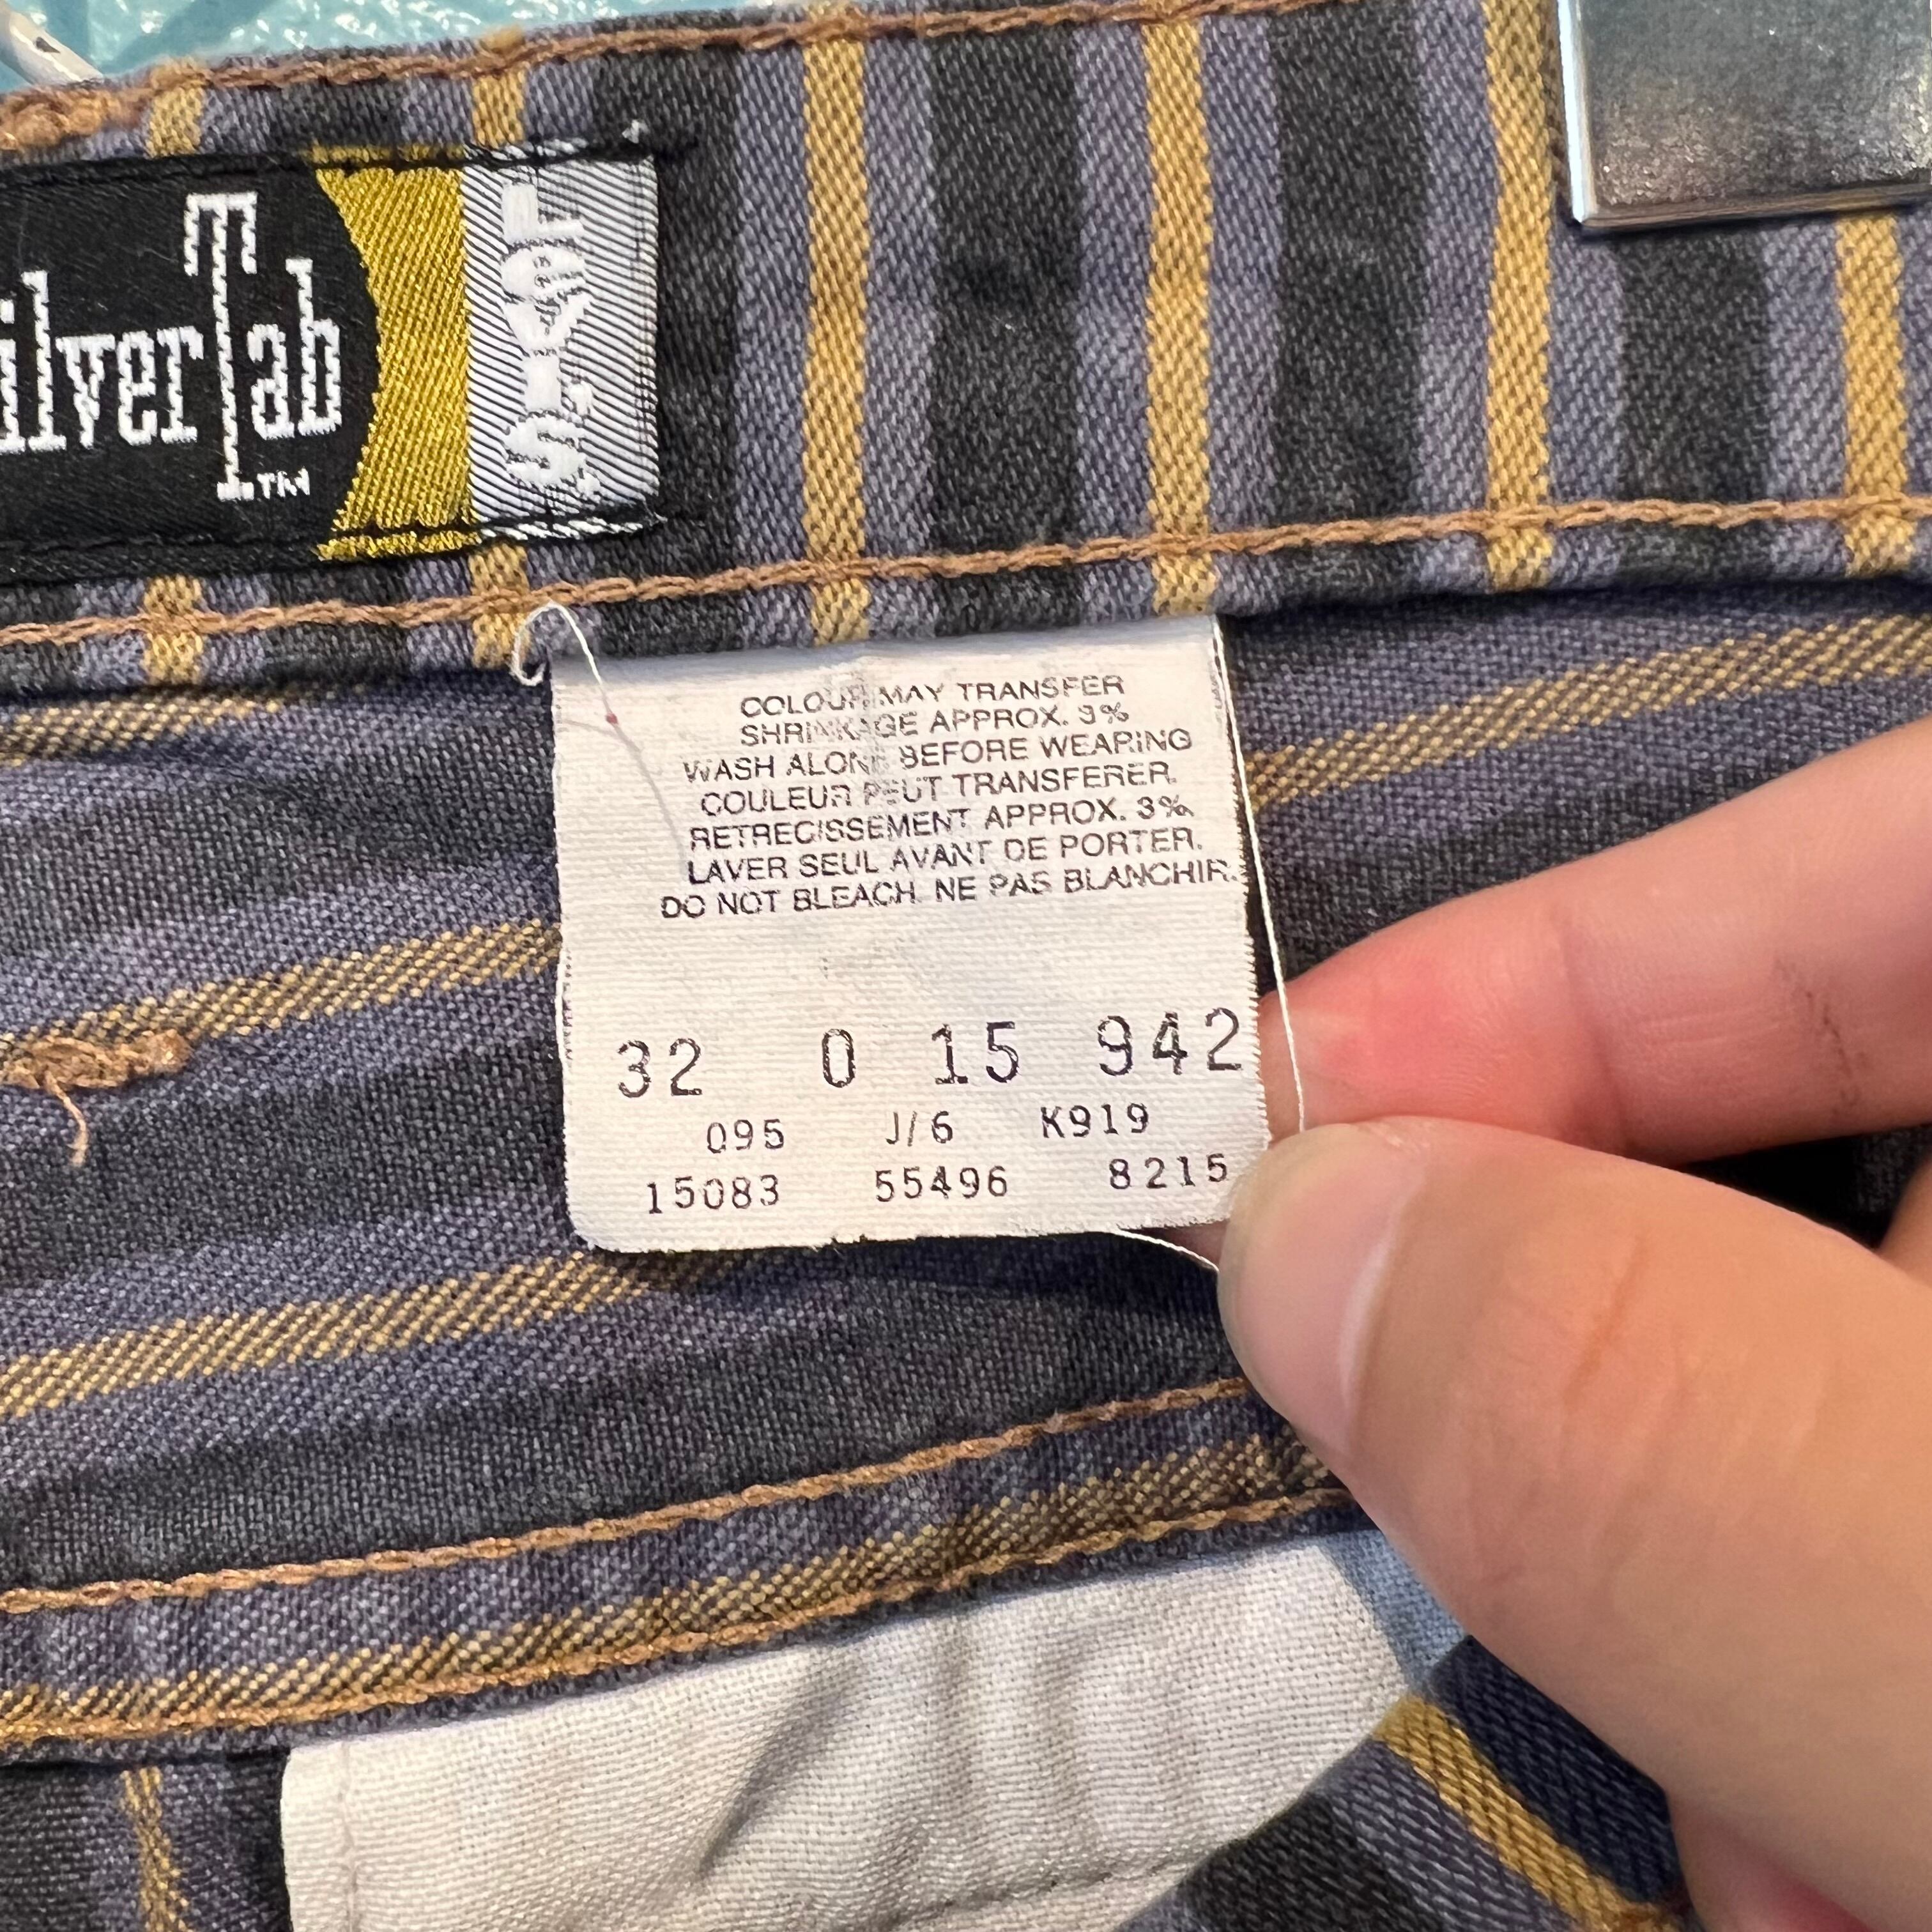 ilverTab
TM
LEVI'S
COLOUR MAY TRANSFER
SHRINKAGE APPROX. 3%
WASH ALONE BEFORE WEARING
COULEUR PEUT TRANSFERER.
RETRECISSEMENT APPROX. 3%
LAVER SEUL AVANT DE PORTER.
DO NOT BLEACH. NE PAS BLANCHIR.
32 0 15 942
095 J/6 K919
15083 55496 8215